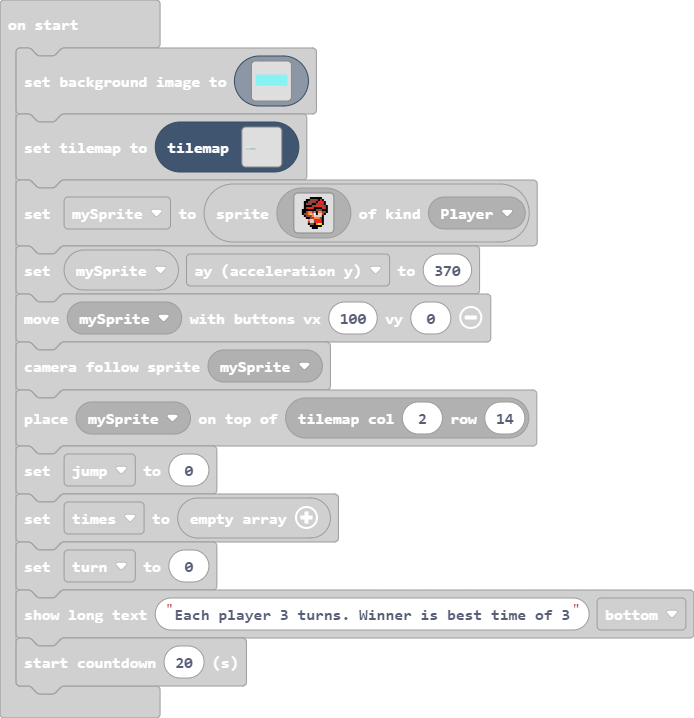 on start
set background image to
set tilemap to tilemap
set mySprite to sprite of kind Player
set mySprite ay (acceleration y) to 370
move mySprite with buttons vx 100 vy 0
camera follow sprite mySprite
place mySprite on top of tilemap col 2 row 14
set jump to 0
set times to empty array
set turn to 0
show long text "Each player 3 turns. Winner is best time of 3" bottom
start countdown 20 (s)